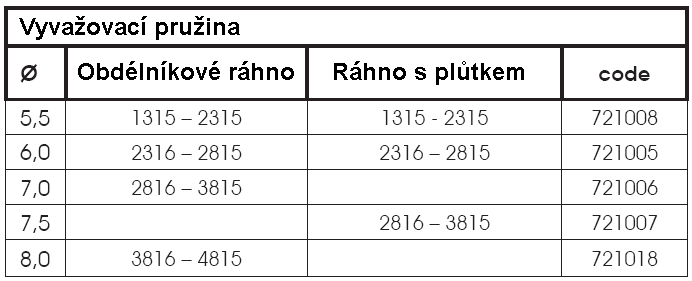 Vyvažovací pružina
Ø Obdélníkové ráhno Ráhno s plůtkem code
5,5 1315 – 2315 1315 - 2315 721008
6,0 2316 – 2815 2316 – 2815 721005
7,0 2816 – 3815 721006
7,5 2816 – 3815 721007
8,0 3816 – 4815 721018